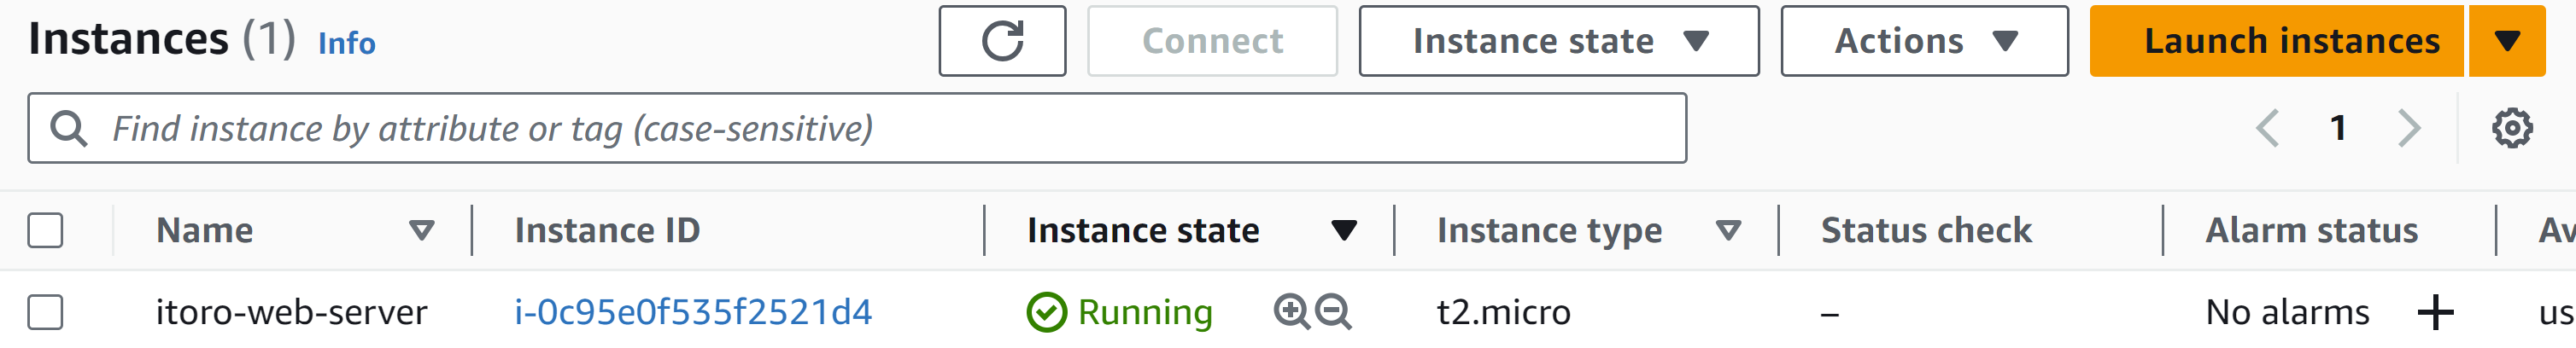 Instances (1) Info Connect Instance state Actions Launch instances
Find instance by attribute or tag (case-sensitive) 1
Name Instance ID Instance state Instance type Status check Alarm status Av
itoro-web-server i-0c95e0f535f2521d4 Running t2.micro – No alarms us